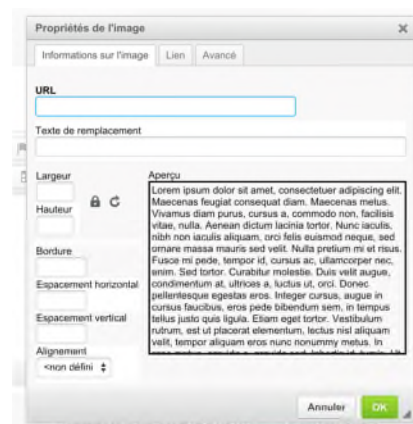 Propriétés de l'image
Informations sur l'image
Lien
Avancé
URL
Texte de remplacement
Largeur
Hauteur
Bordure
Espacement horizontal
Espacement vertical
Alignement
<non défini
Aperçu
Lorem ipsum dolor sit amet, consectetuer adipiscing elit.
Maecenas feugiat consequat diam. Maecenas metus.
Vivamus diam purus, cursus a, commodo non, facilisis
vitae, nulla. Aenean dictum lacinia tortor. Nunc iaculis,
nibh non iaculis aliquam, orci felis euismod neque, sed
ornare massa mauris sed velit. Nulla pretium mi et risus.
Fusce mi pede, tempor id, cursus ac, ullamcorper nec,
enim. Sed tortor. Curabitur molestie. Duis velit augue,
condimentum at, ultrices a, luctus ut, orci. Donec
pellentesque egestas eros. Integer cursus, augue in
cursus faucibus, eros pede bibendum sem, in tempus
tellus justo quis ligula. Etiam eget tortor. Vestibulum
rutrum, est ut placerat elementum, lectus nisl aliquam
velit, tempor aliquam eros nunc nonummy metus. In
Annuler
OK